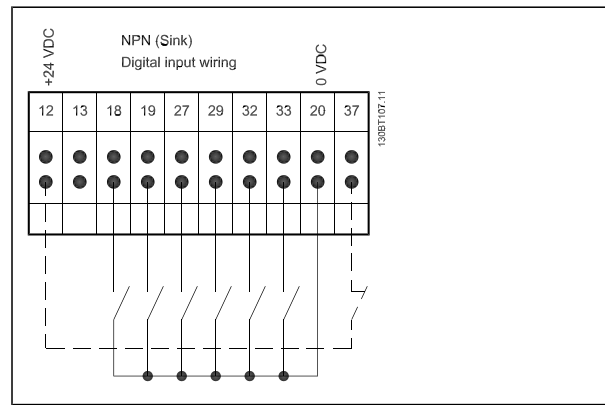 +24 VDC
NPN (Sink)
Digital input wiring
0 VDC
12 13 18 19 27 29 32 33 20 37
130BT107.11